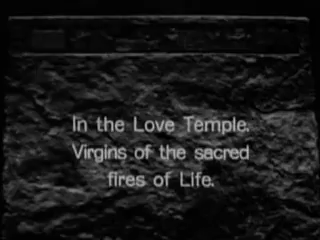 In the Love Temple.
Virgins of the sacred
fires of Life.